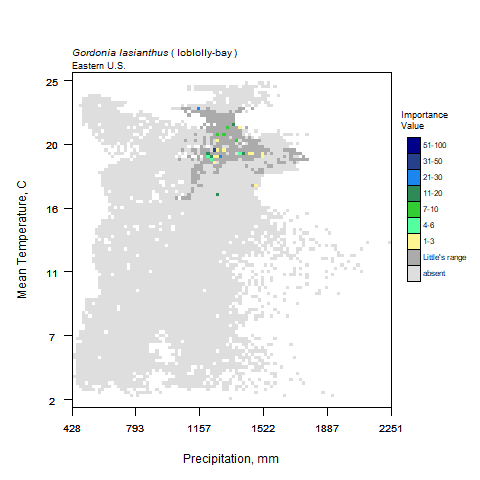 Gordonia lasianthus ( loblolly-bay )
Eastern U.S.
25
20
16
11
7
2
Mean Temperature, C
428 793 1157 1522 1887 2251
Precipitation, mm
Importance
Value
51-100
31-50
21-30
11-20
7-10
4-6
1-3
Little's range
absent